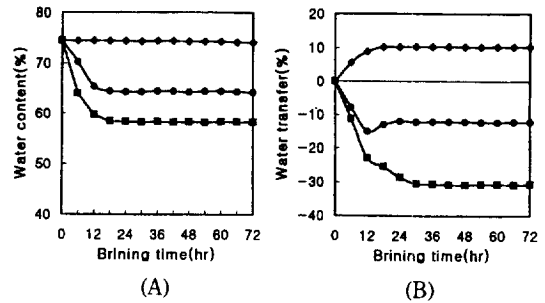 Water content(%)
80
70
60
50
40
0 12 24 36 48 60 72
Brining time(hr)
(A)
Water transfer(%)
20
10
0
-10
-20
-30
-40
0 12 24 36 48 60 72
Brining time(hr)
(B)